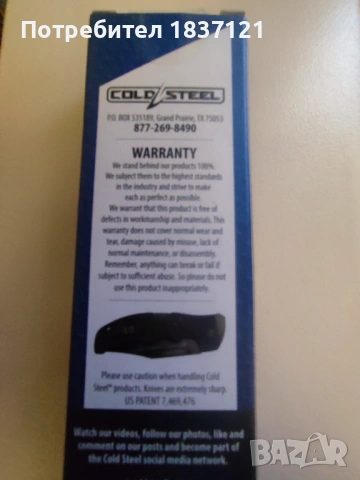 Потребител 1837121
COLD STEEL
P.O. BOX 535189, Grand Prairie, TX 75053
877-269-8490
WARRANTY
We stand behind our products 100%.
We subject them to the highest standards
in the industry and strive to make
each as perfect as possible.
We warrant that this product is free of
defects in workmanship and materials. This
warranty does not cover normal wear and
tear, damage caused by misuse, lack of
normal maintenance, or disassembly.
Remember, anything can break or fail if
subject to sufficient abuse. So please do not
use this product inappropriately.
Please use caution when handling Cold
Steel™ products. Knives are extremely sharp.
US PATENT 7,469,476
Watch our videos, follow our photos, like and
comment on our posts and become part of
the Cold Steel social media network.
BAZAR
bg